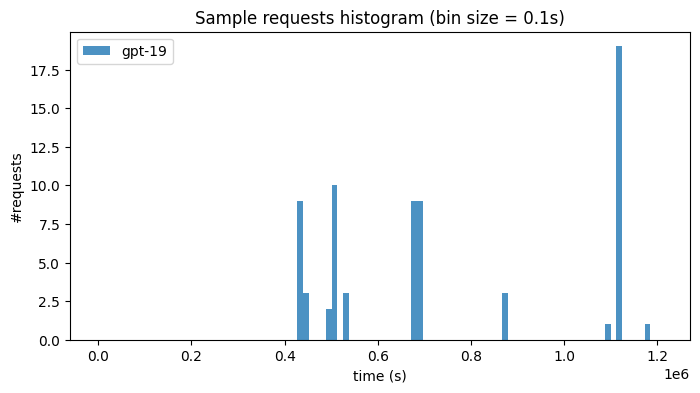 Sample requests histogram (bin size = 0.1s)
gpt-19
17.5
15.0
12.5
10.0
7.5
5.0
2.5
0.0
#requests
0.0 0.2 0.4 0.6 0.8 1.0 1.2
1e6
time (s)